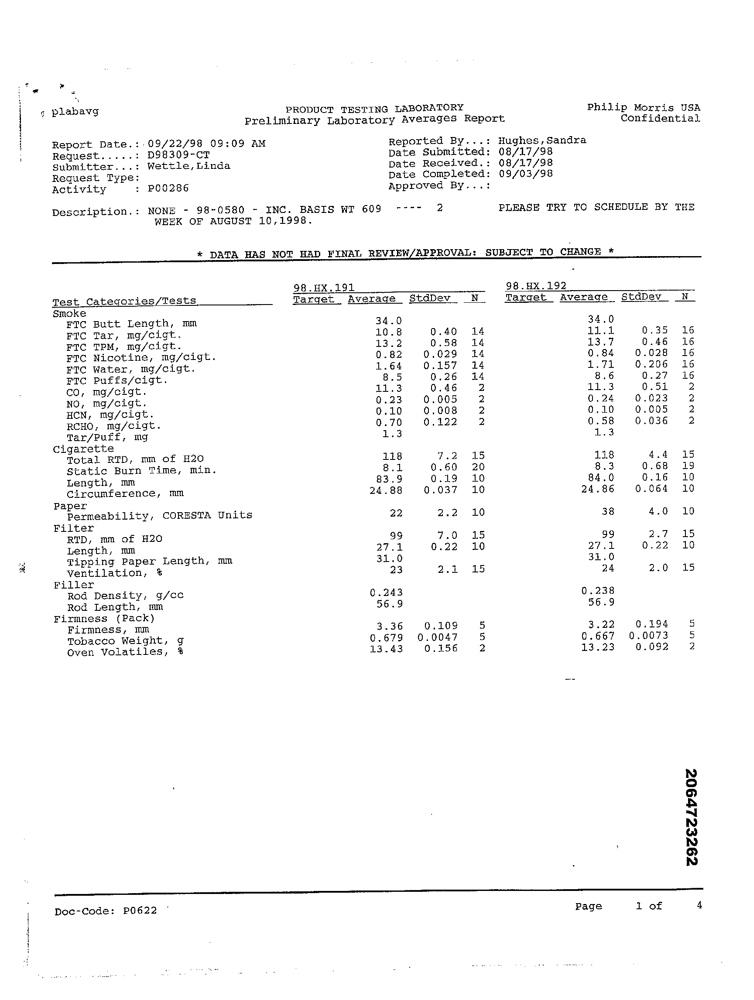 plabavg PRODUCT TESTING LABORATORY Philip Morris USA
Preliminary Laboratory Averages Report Confidential
Report Date.: 09/22/98 09:09 AM Reported By...: Hughes,Sandra
Request.....: D98309-CT Date Submitted: 08/17/98
Submitter...: Wettle,Linda Date Received.: 08/17/98
Request Type: Date Completed: 09/03/98
Activity : P00286 Approved By...:
Description.: NONE - 98-0580 - INC. BASIS WT 609 ---- 2 PLEASE TRY TO SCHEDULE BY THE
WEEK OF AUGUST 10,1998.
* DATA HAS NOT HAD FINAL REVIEW/APPROVAL: SUBJECT TO CHANGE *
98.HX.191 98.HX.192
Test Categories/Tests Target Average StdDev N Target Average StdDev N
Smoke
FTC Butt Length, mm 34.0 34.0
FTC Tar, mg/cigt. 10.8 0.40 14 11.1 0.35 16
FTC TPM, mg/cigt. 13.2 0.58 14 13.7 0.46 16
FTC Nicotine, mg/cigt. 0.82 0.029 14 0.84 0.028 16
FTC Water, mg/cigt. 1.64 0.157 14 1.71 0.206 16
FTC Puffs/cigt. 8.5 0.26 14 8.6 0.27 16
CO, mg/cigt. 11.3 0.46 2 11.3 0.51 2
NO, mg/cigt. 0.23 0.005 2 0.24 0.023 2
HCN, mg/cigt. 0.10 0.008 2 0.10 0.005 2
RCHO, mg/cigt. 0.70 0.122 2 0.58 0.036 2
Tar/Puff, mg 1.3 1.3
Cigarette
Total RTD, mm of H2O 118 7.2 15 118 4.4 15
Static Burn Time, min. 8.1 0.60 20 8.3 0.68 19
Length, mm 83.9 0.19 10 84.0 0.16 10
Circumference, mm 24.88 0.037 10 24.86 0.064 10
Paper
Permeability, CORESTA Units 22 2.2 10 38 4.0 10
Filter
RTD, mm of H2O 99 7.0 15 99 2.7 15
Length, mm 27.1 0.22 10 27.1 0.22 10
Tipping Paper Length, mm 31.0 31.0
Ventilation, % 23 2.1 15 24 2.0 15
Filler
Rod Density, g/cc 0.243 0.238
Rod Length, mm 56.9 56.9
Firmness (Pack)
Firmness, mm 3.36 0.109 5 3.22 0.194 5
Tobacco Weight, g 0.679 0.0047 5 0.667 0.0073 5
Oven Volatiles, % 13.43 0.156 2 13.23 0.092 2
2064723262
Doc-Code: P0622 Page 1 of 4